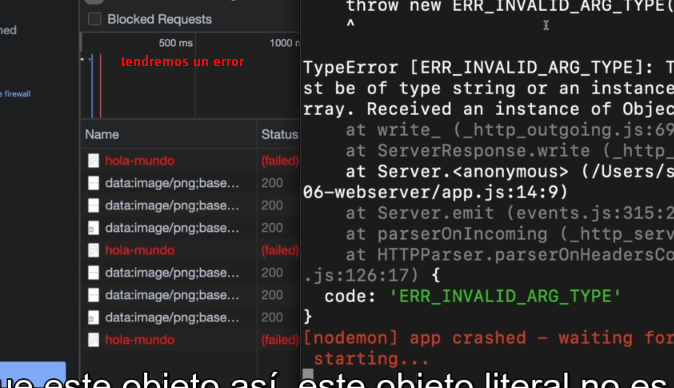 ned
e firewall
Blocked Requests
500 ms
1000
tendremos un error
Name Status
hola-mundo (failed)
data:image/png;base... 200
data:image/png;base... 200
data:image/png;base... 200
hola-mundo (failed)
data:image/png;base... 200
data:image/png;base... 200
data:image/png;base... 200
hola-mundo (failed)
throw new ERR_INVALID_ARG_TYPE(
^
TypeError [ERR_INVALID_ARG_TYPE]: T
st be of type string or an instance
rray. Received an instance of Objec
at write_ (_http_outgoing.js:69
at ServerResponse.write (_http_
at Server.<anonymous> (/Users/s
06-webserver/app.js:14:9)
at Server.emit (events.js:315:2
at parserOnIncoming (_http_serv
at HTTPParser.parserOnHeadersCo
.js:126:17) {
code: 'ERR_INVALID_ARG_TYPE'
}
[nodemon] app crashed - waiting for
starting...
ue este objeto así, este objeto literal no es